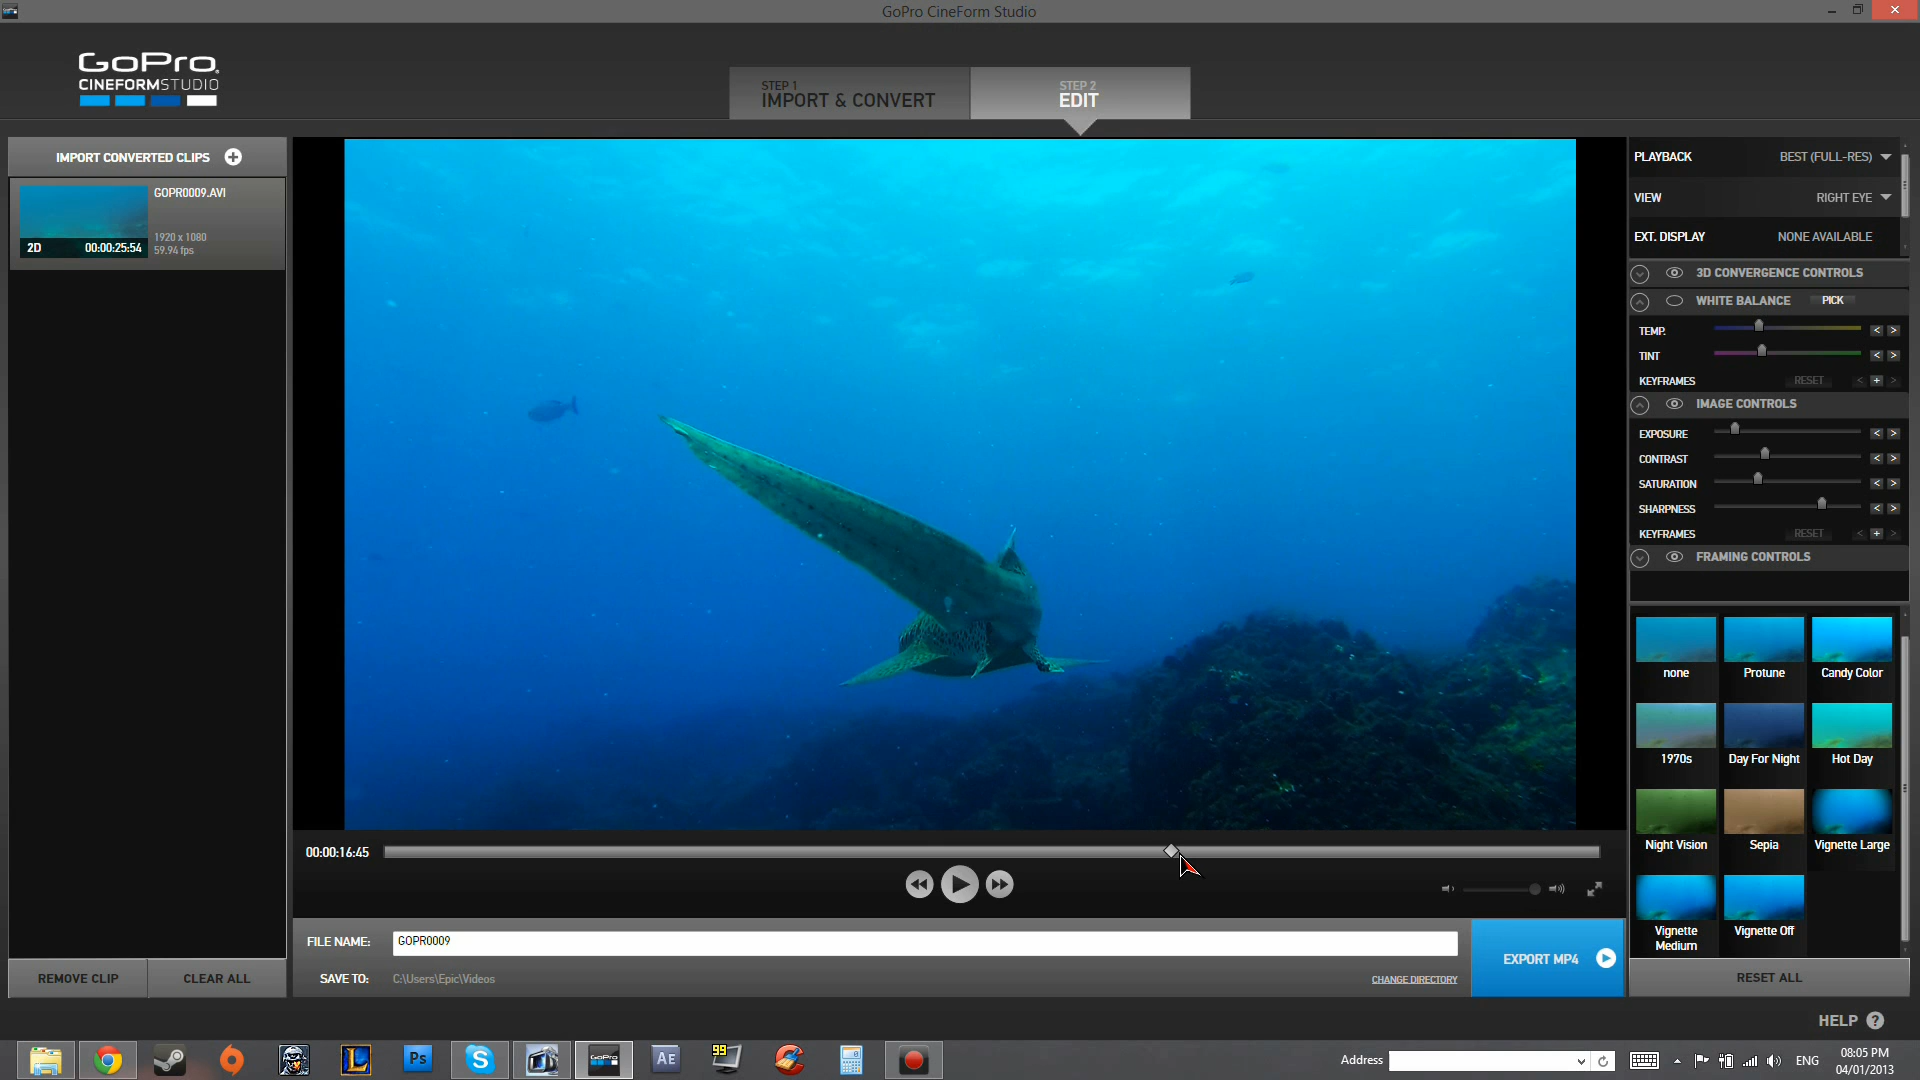 GoPro CineForm Studio
GoPro
CINEFORMSTUDIO
STEP 1
IMPORT & CONVERT
STEP 2
EDIT
IMPORT CONVERTED CLIPS
GOPR0009.AVI
1920 x 1080
59.94 fps
2D 00:00:25:54
PLAYBACK BEST (FULL-RES)
VIEW RIGHT EYE
EXT. DISPLAY NONE AVAILABLE
3D CONVERGENCE CONTROLS
WHITE BALANCE PICK
TEMP. < >
TINT < >
KEYFRAMES RESET < + >
IMAGE CONTROLS
EXPOSURE < >
CONTRAST < >
SATURATION < >
SHARPNESS < >
KEYFRAMES RESET < + >
FRAMING CONTROLS
none Protune Candy Color
1970s Day For Night Hot Day
Night Vision Sepia Vignette Large
Vignette Medium Vignette Off
RESET ALL
00:00:16:45
FILE NAME: GOPR0009
SAVE TO: C:\Users\Epic\Videos
CHANGE DIRECTORY
EXPORT MP4
REMOVE CLIP CLEAR ALL
HELP ?
L Ps S GoPro AE 99
Address
ENG
08:05 PM
04/01/2013